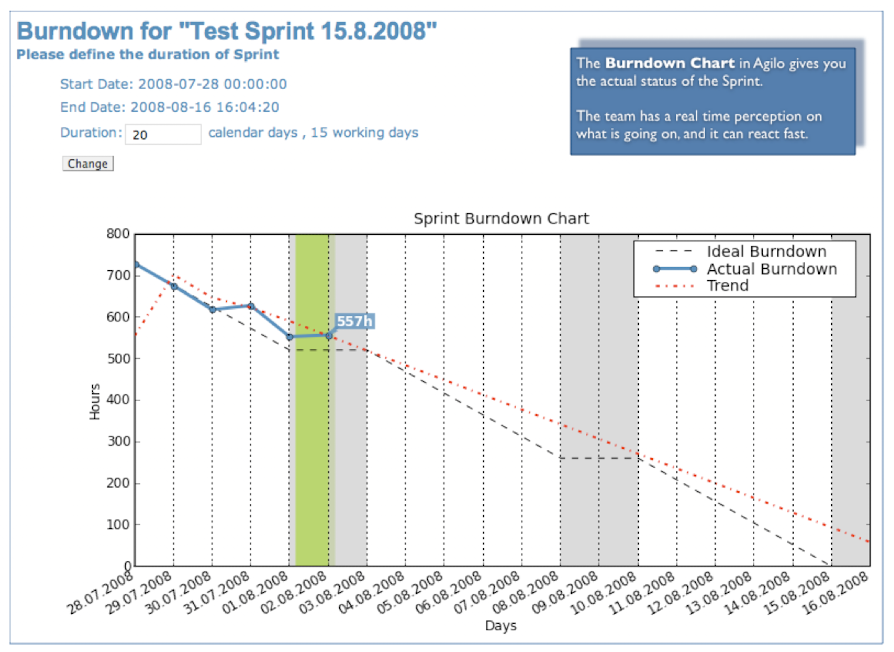 Burndown for "Test Sprint 15.8.2008"
Please define the duration of Sprint
Start Date: 2008-07-28 00:00:00
End Date: 2008-08-16 16:04:20
Duration: 20 calendar days , 15 working days
Change
The Burndown Chart in Agilo gives you
the actual status of the Sprint.
The team has a real time perception on
what is going on, and it can react fast.
Sprint Burndown Chart
Ideal Burndown
Actual Burndown
Trend
557h
Hours
800
700
600
500
400
300
200
100
0
28.07.2008
29.07.2008
30.07.2008
31.07.2008
01.08.2008
02.08.2008
03.08.2008
04.08.2008
05.08.2008
06.08.2008
07.08.2008
08.08.2008
09.08.2008
10.08.2008
11.08.2008
12.08.2008
13.08.2008
14.08.2008
15.08.2008
16.08.2008
Days